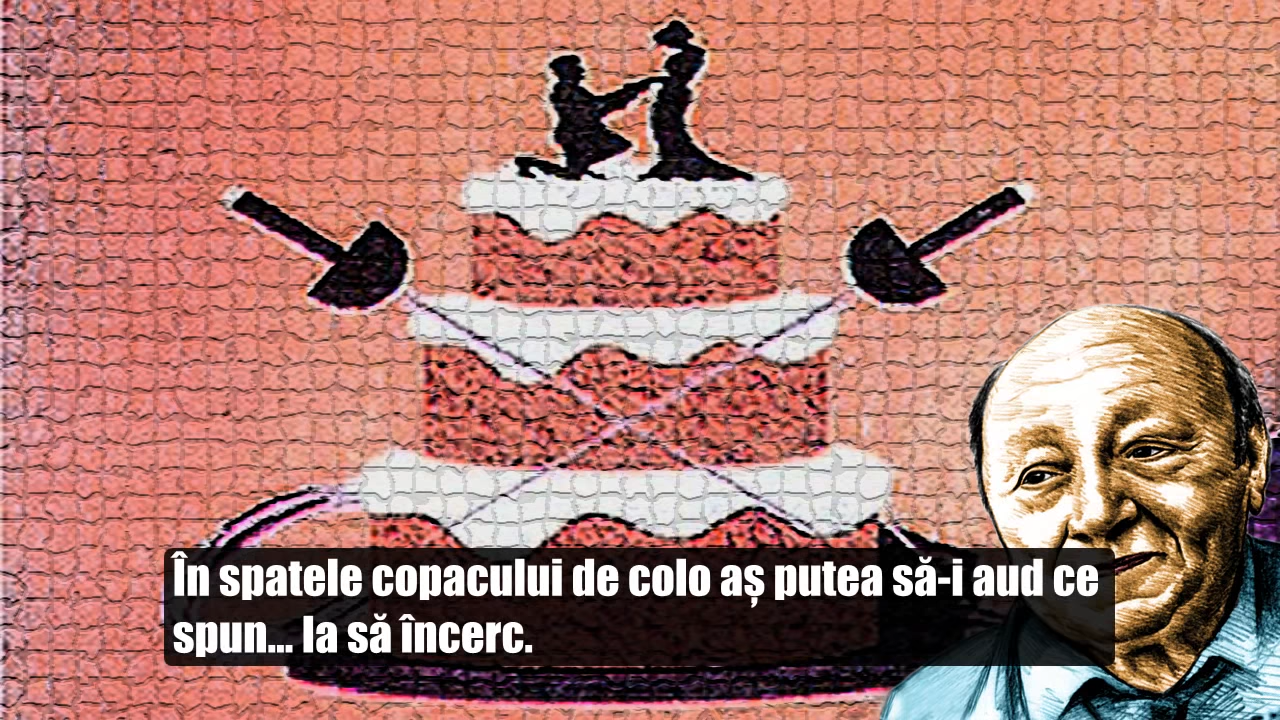 În spatele copacului de colo aș putea să-i aud ce
spun... Ia să încerc.